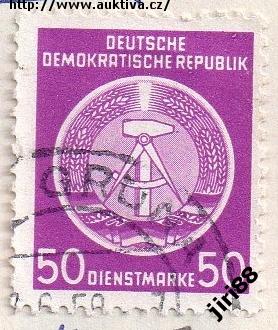 http://www.auktiva.cz/
DEUTSCHE
DEMOKRATISCHE REPUBLIK
50 DIENSTMARKE 50
jiri88